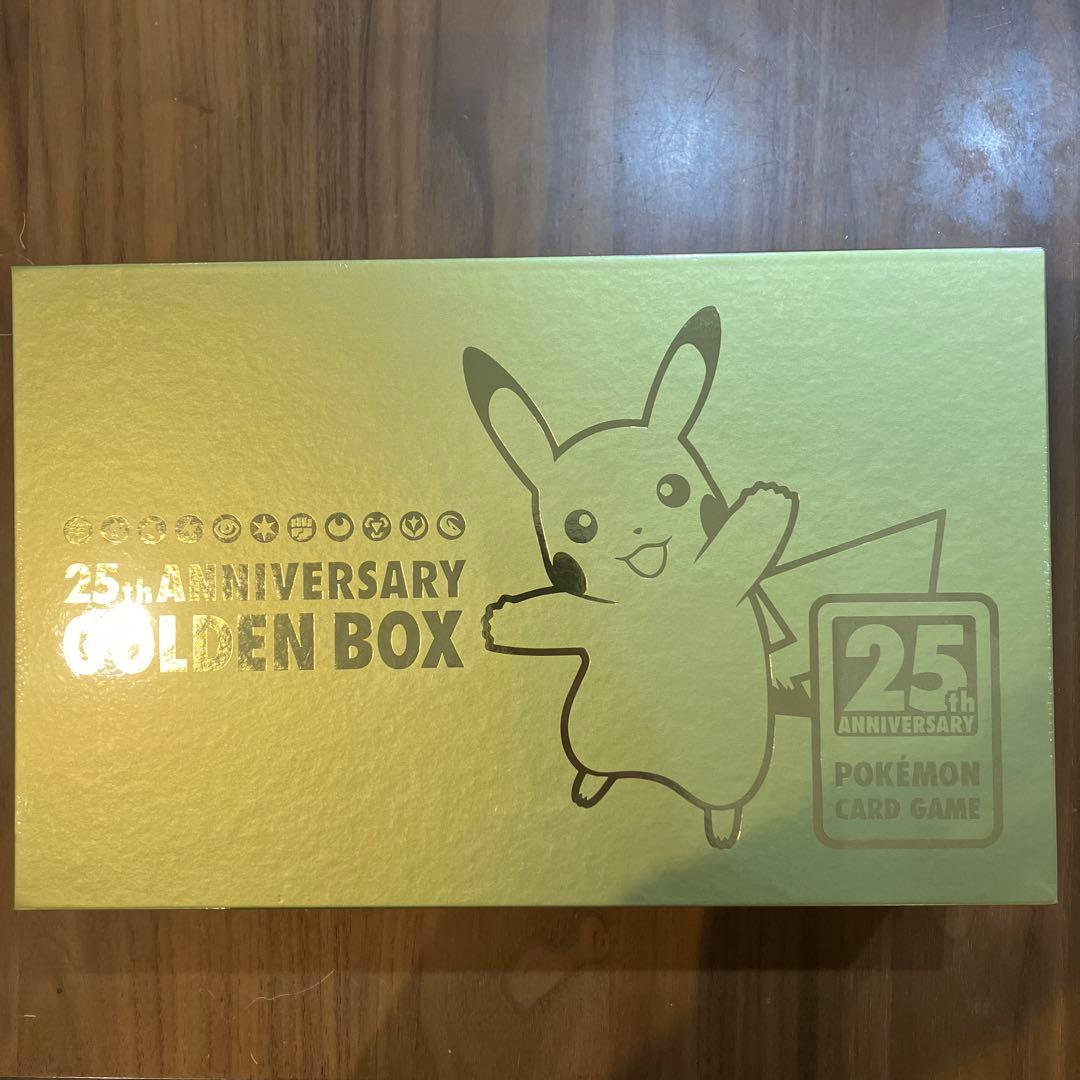 25th ANNIVERSARY
GOLDEN BOX
25th
ANNIVERSARY
POKÉMON
CARD GAME